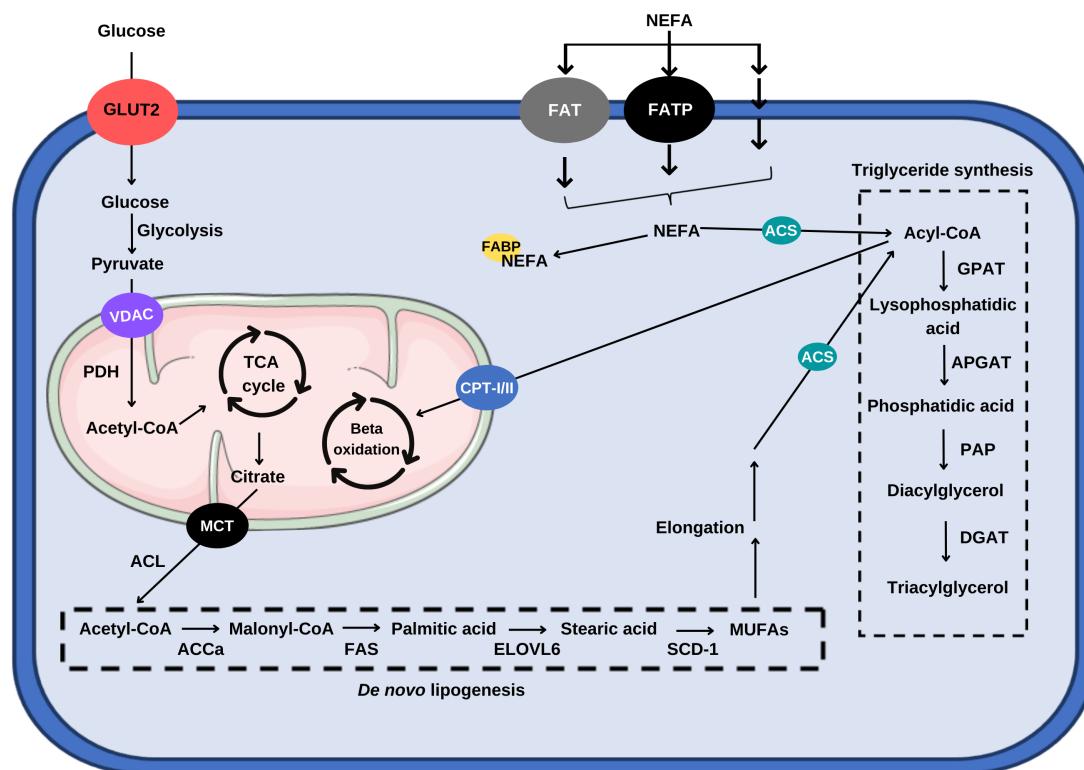 NEFA
Glucose
GLUT2
FAT
FATP
Triglyceride synthesis
Glucose
Glycolysis
NEFA
ACS
Acyl-CoA
FABP
NEFA
Pyruvate
GPAT
VDAC
Lysophosphatidic
acid
PDH
TCA
cycle
ACS
APGAT
CPT-I/II
Acetyl-CoA
Beta
oxidation
Phosphatidic acid
PAP
Citrate
Diacylglycerol
MCT
Elongation
DGAT
ACL
Triacylglycerol
Acetyl-CoA
Malonyl-CoA
Palmitic acid
Stearic acid
MUFAs
ACCa
FAS
ELOVL6
SCD-1
De novo lipogenesis